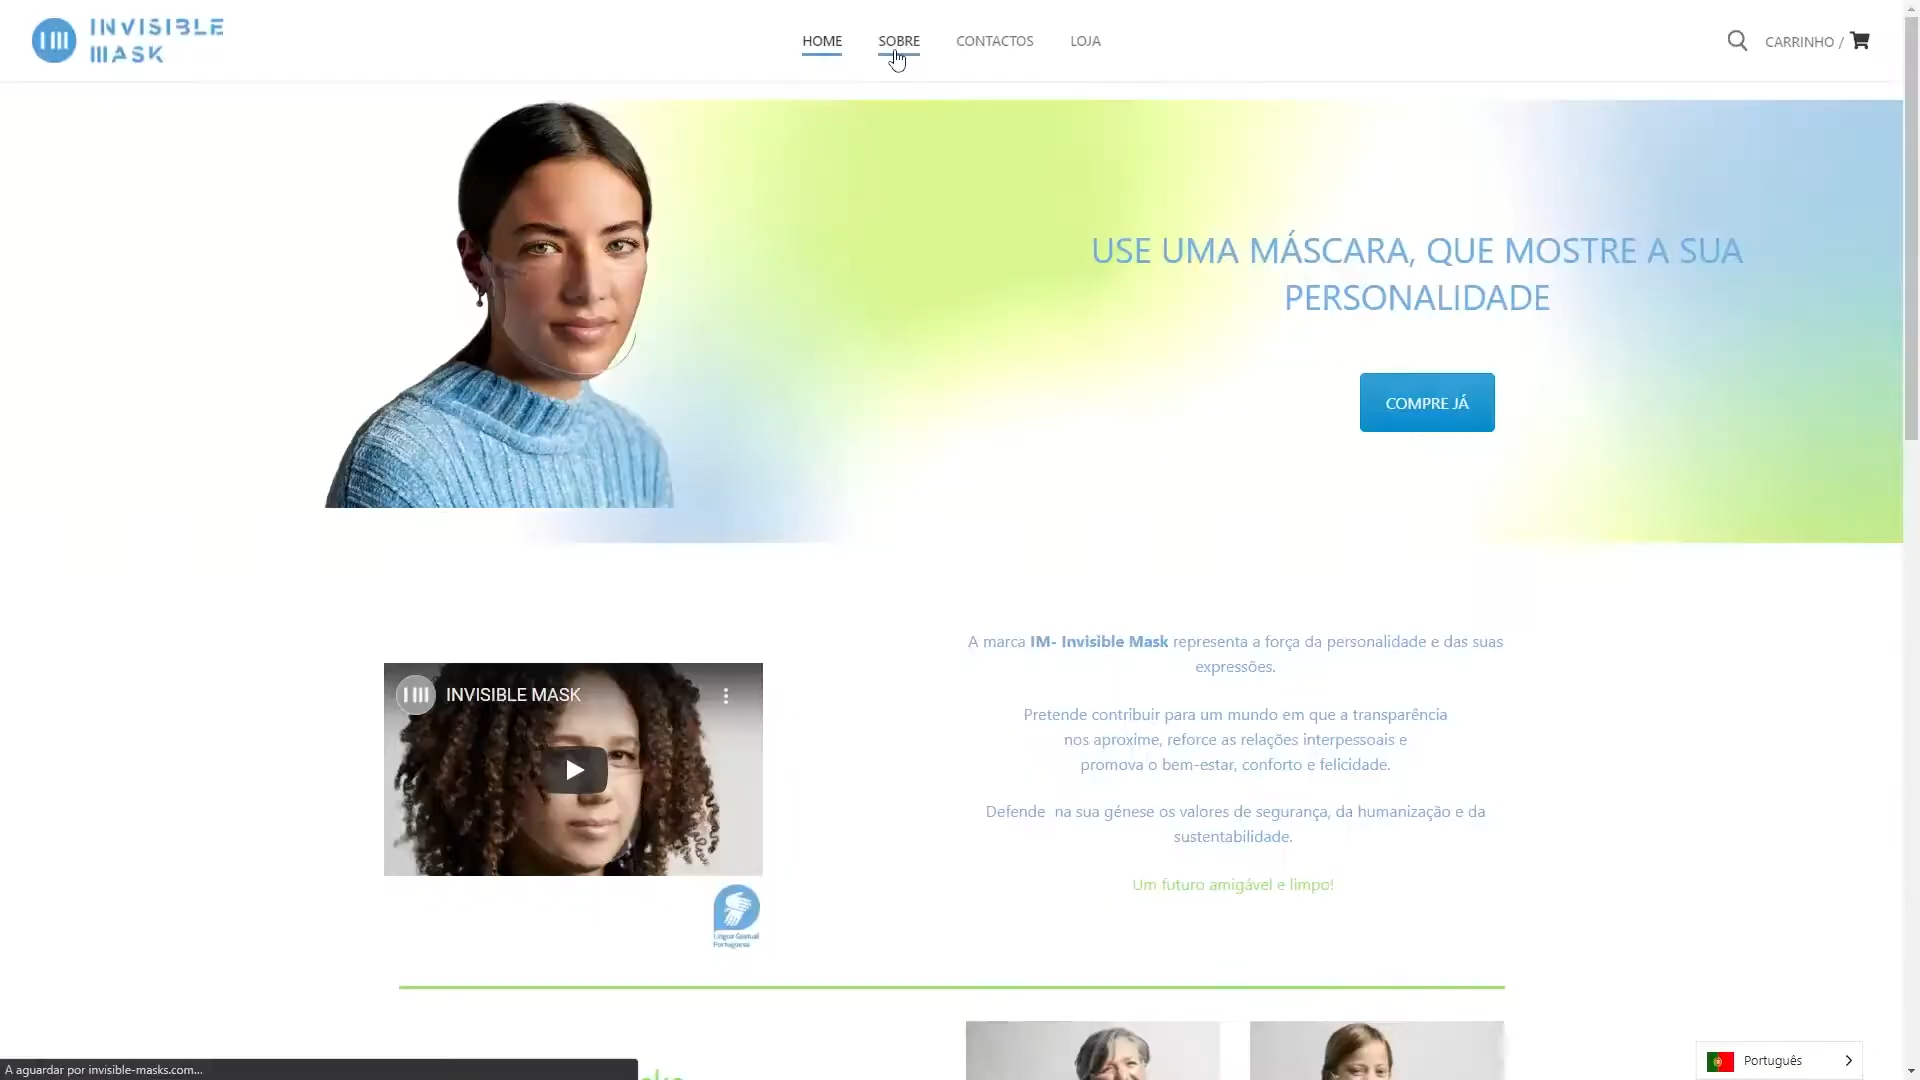 INVISIBLE
MASK
HOME
SOBRE
CONTACTOS
LOJA
CARRINHO /
USE UMA MÁSCARA, QUE MOSTRE A SUA
PERSONALIDADE
COMPRE JÁ
INVISIBLE MASK
A marca IM- Invisible Mask representa a força da personalidade e das suas
expressões.
Pretende contribuir para um mundo em que a transparência
nos aproxime, reforce as relações interpessoais e
promova o bem-estar, conforto e felicidade.
Defende na sua génese os valores de segurança, da humanização e da
sustentabilidade.
Um futuro amigável e limpo!
Língua Gestual
Portuguesa
Português
A aguardar por invisible-masks.com...